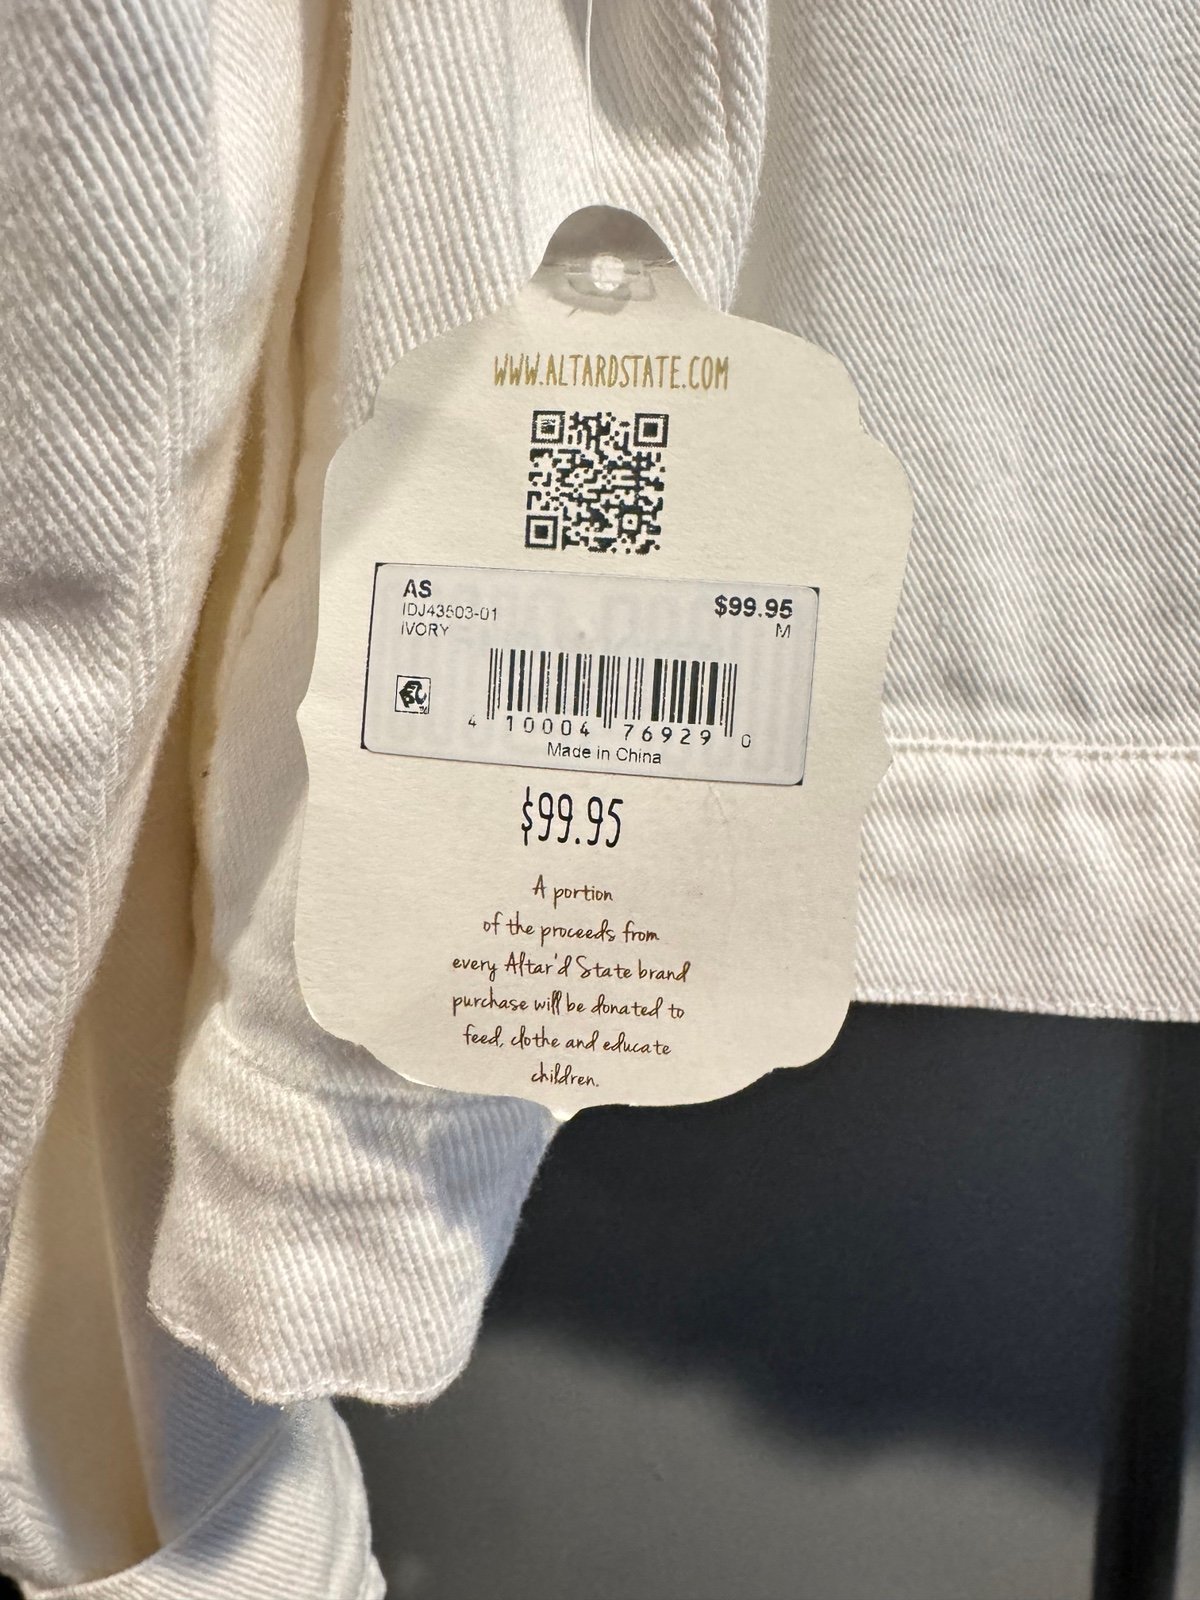 WWW.ALTARDSTATE.COM
AS
IDJ43503-01
IVORY
$99.95
M
4 10004 76929 0
Made in China
$99.95
A portion
of the proceeds from
every Altar'd State brand
purchase will be donated to
feed, clothe and educate
children.